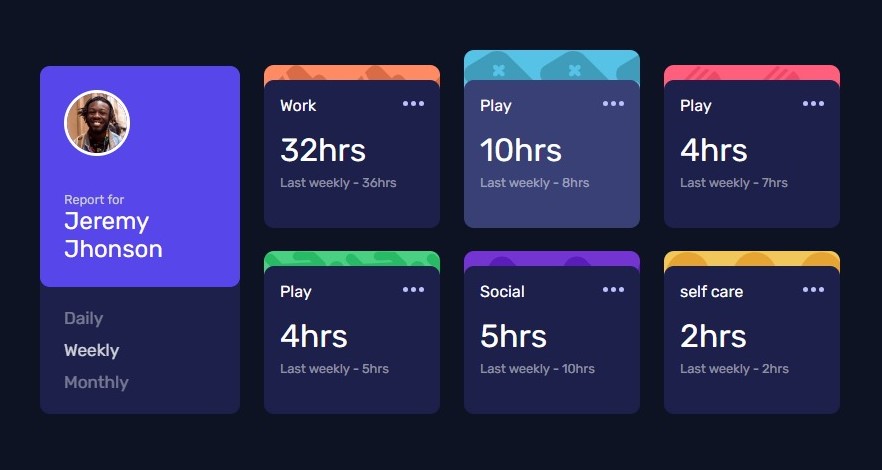 Report for
Jeremy
Jhonson
Daily
Weekly
Monthly
Work
32hrs
Last weekly - 36hrs
Play
10hrs
Last weekly - 8hrs
Play
4hrs
Last weekly - 7hrs
Play
4hrs
Last weekly - 5hrs
Social
5hrs
Last weekly - 10hrs
self care
2hrs
Last weekly - 2hrs